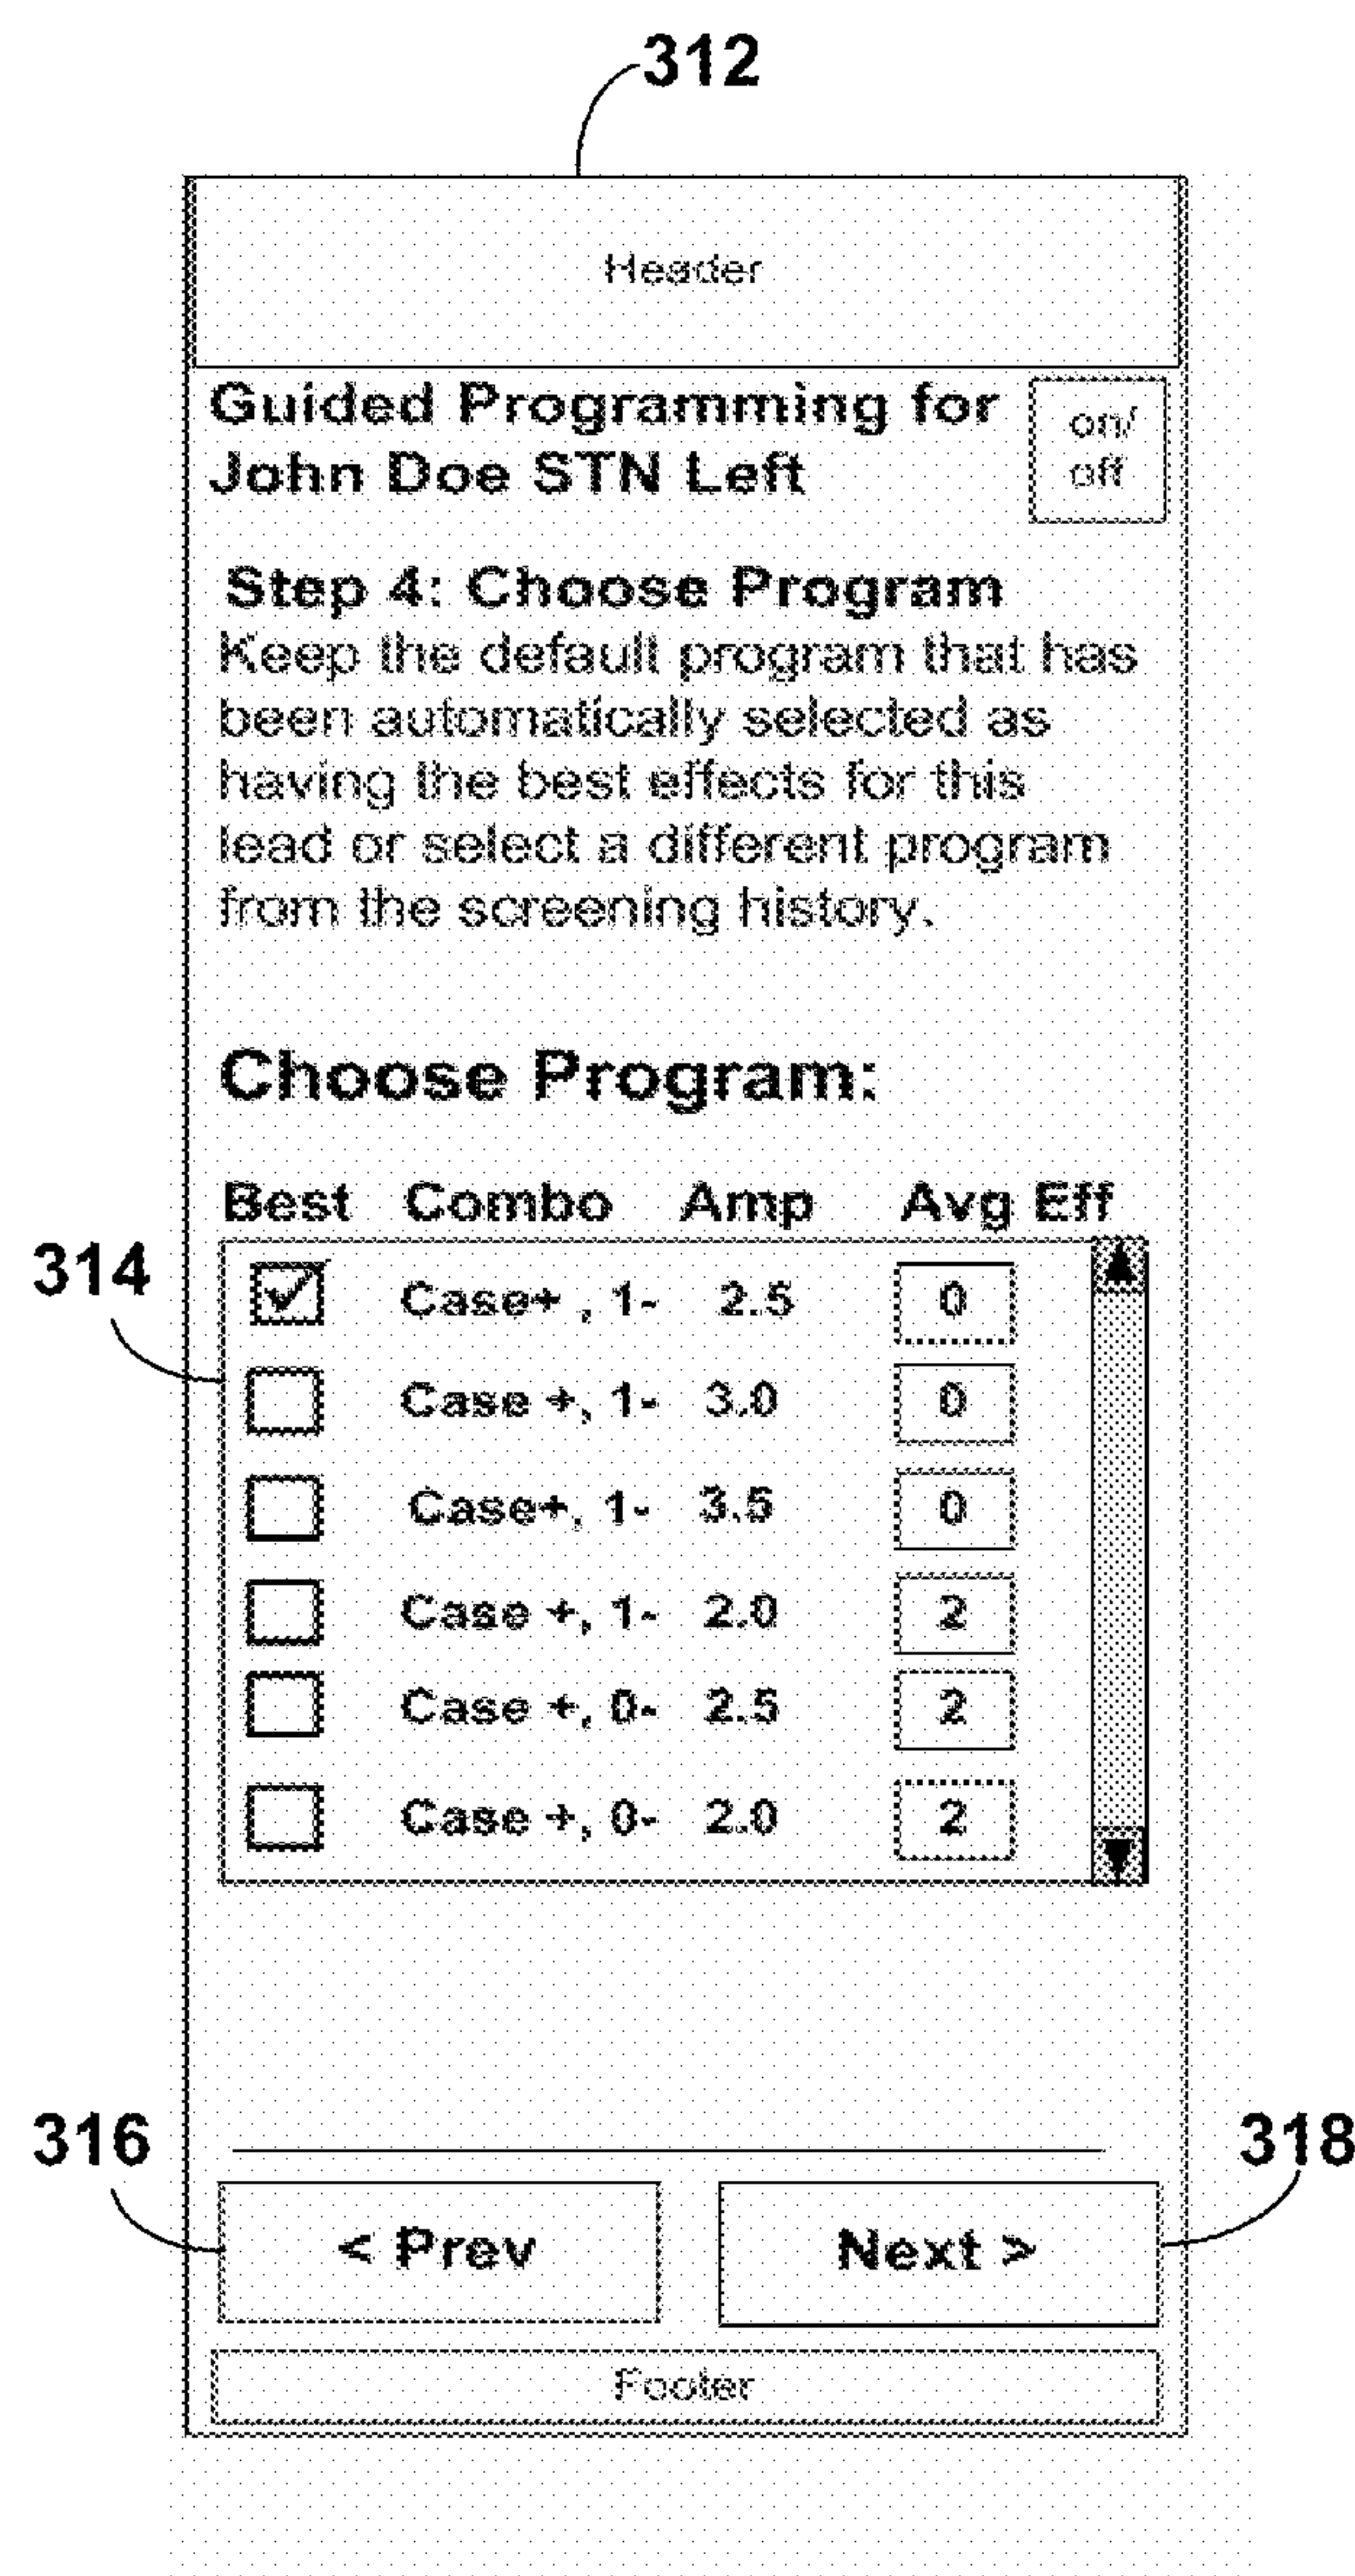 312
Header
Guided Programming for
John Doe STN Left
on/
off
Step 4: Choose Program
Keep the default program that has
been automatically selected as
having the best effects for this
lead or select a different program
from the screening history.
Choose Program:
Best Combo Amp Avg Eff
314
Case+ , 1- 2.5 0
Case +, 1- 3.0 0
Case+, 1- 3.5 0
Case +, 1- 2.0 2
Case +, 0- 2.5 2
Case +, 0- 2.0 2
316
318
< Prev
Next >
Footer